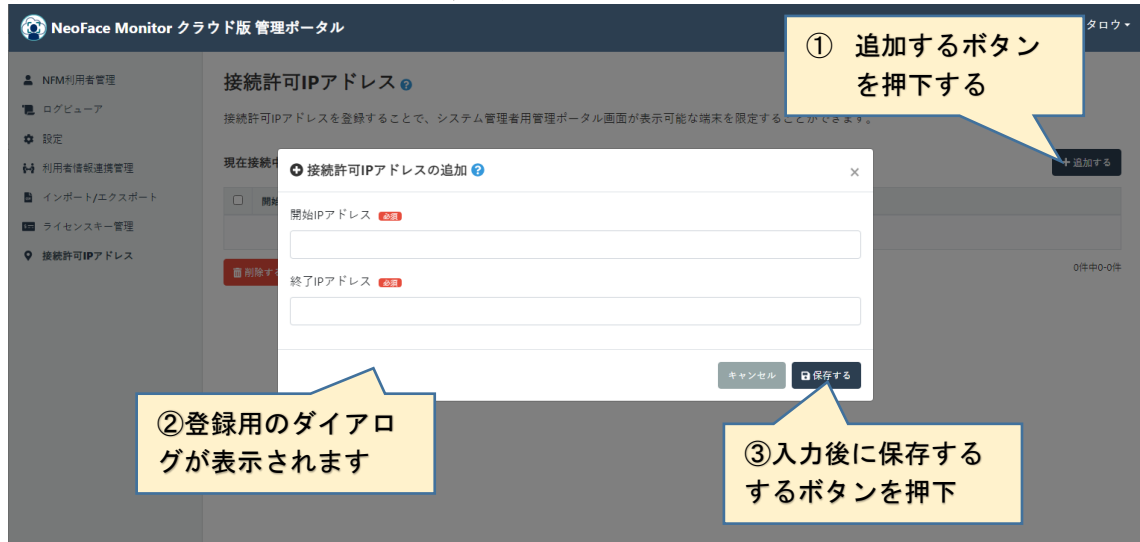 NeoFace Monitor クラウド版 管理ポータル
タロウ
① 追加するボタン
を押下する
NFM利用者管理
ログビューア
設定
利用者情報連携管理
インポート/エクスポート
ライセンスキー管理
接続許可IPアドレス
接続許可IPアドレス
接続許可IPアドレスを登録することで、システム管理者用管理ポータル画面が表示可能な端末を限定することができます。
現在接続中
追加する
開始
削除する
0件中0-0件
接続許可IPアドレスの追加
×
開始IPアドレス 必須
終了IPアドレス 必須
キャンセル
保存する
②登録用のダイアロ
グが表示されます
③入力後に保存する
するボタンを押下